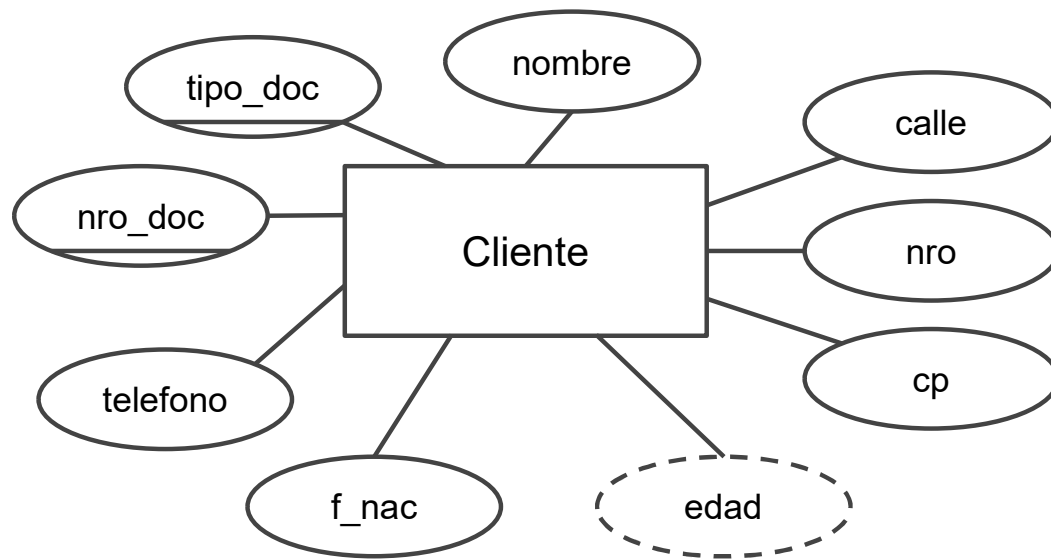 nombre
tipo_doc
calle
nro_doc
Cliente
nro
telefono
cp
f_nac
edad